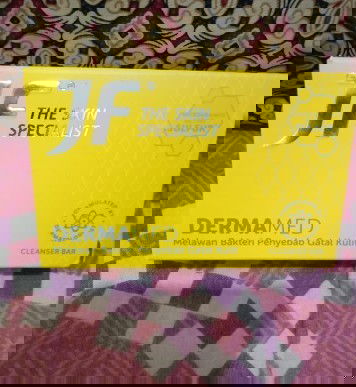 JF
THE SKIN
SPECIALIST
DERMAMED
Melawan Bakteri Penyebab Gatal Kulit
CLEANSER BAR